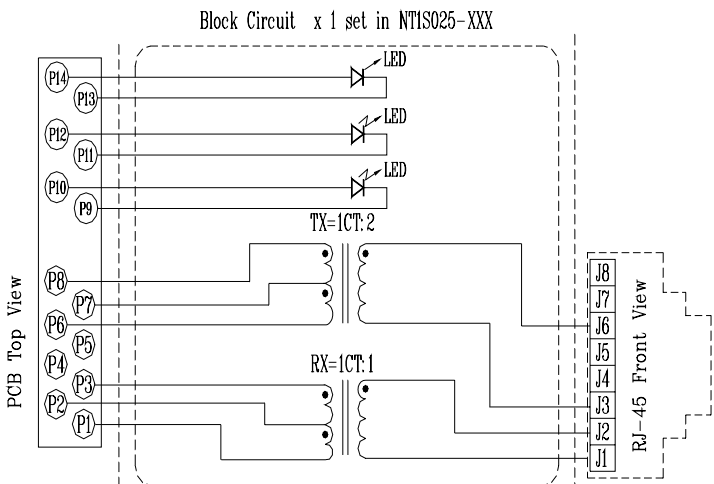 Block Circuit x 1 set in NT1S025-XXX
P14
LED
P13
P12
LED
P11
P10
LED
P9
TX=1CT:2
P8
P7
P6
P5
P4
P3
P2
P1
RX=1CT:1
J8
J7
J6
J5
J4
J3
J2
J1
PCB Top View
RJ-45 Front View